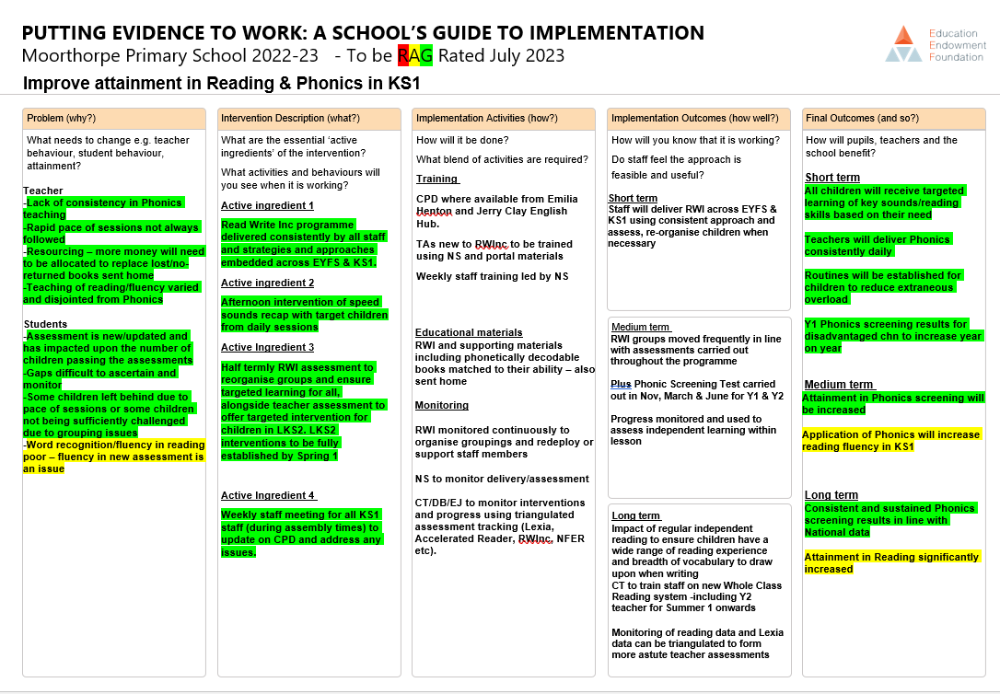 PUTTING EVIDENCE TO WORK: A SCHOOL’S GUIDE TO IMPLEMENTATION
Moorthorpe Primary School 2022-23 - To be RAG Rated July 2023
Improve attainment in Reading & Phonics in KS1
Education
Endowment
Foundation
Problem (why?)
What needs to change e.g. teacher
behaviour, student behaviour,
attainment?
Teacher
-Lack of consistency in Phonics
teaching
-Rapid pace of sessions not always
followed
-Resourcing – more money will need
to be allocated to replace lost/no-
returned books sent home
-Teaching of reading/fluency varied
and disjointed from Phonics
Students
-Assessment is new/updated and
has impacted upon the number of
children passing the assessments
-Gaps difficult to ascertain and
monitor
-Some children left behind due to
pace of sessions or some children
not being sufficiently challenged
due to grouping issues
-Word recognition/fluency in reading
poor – fluency in new assessment is
an issue
Intervention Description (what?)
What are the essential ‘active
ingredients’ of the intervention?
What activities and behaviours will
you see when it is working?
Active ingredient 1
Read Write Inc programme
delivered consistently by all staff
and strategies and approaches
embedded across EYFS & KS1.
Active ingredient 2
Afternoon intervention of speed
sounds recap with target children
from daily sessions
Active Ingredient 3
Half termly RWI assessment to
reorganise groups and ensure
targeted learning for all,
alongside teacher assessment to
offer targeted intervention for
children in LKS2. LKS2
interventions to be fully
established by Spring 1
Active Ingredient 4
Weekly staff meeting for all KS1
staff (during assembly times) to
update on CPD and address any
issues.
Implementation Activities (how?)
How will it be done?
What blend of activities are required?
Training
CPD where available from Emilia
Henton and Jerry Clay English
Hub.
TAs new to RWInc to be trained
using NS and portal materials
Weekly staff training led by NS
Educational materials
RWI and supporting materials
including phonetically decodable
books matched to their ability – also
sent home
Monitoring
RWI monitored continuously to
organise groupings and redeploy or
support staff members
NS to monitor delivery/assessment
CT/DB/EJ to monitor interventions
and progress using triangulated
assessment tracking (Lexia,
Accelerated Reader, RWInc, NFER
etc).
Implementation Outcomes (how well?)
How will you know that it is working?
Do staff feel the approach is
feasible and useful?
Short term
Staff will deliver RWI across EYFS &
KS1 using consistent approach and
assess, re-organise children when
necessary
Medium term
RWI groups moved frequently in line
with assessments carried out
throughout the programme
Plus Phonic Screening Test carried
out in Nov, March & June for Y1 & Y2
Progress monitored and used to
assess independent learning within
lesson
Long term
Impact of regular independent
reading to ensure children have a
wide range of reading experience
and breadth of vocabulary to draw
upon when writing
CT to train staff on new Whole Class
Reading system -including Y2
teacher for Summer 1 onwards
Monitoring of reading data and Lexia
data can be triangulated to form
more astute teacher assessments
Final Outcomes (and so?)
How will pupils, teachers and the
school benefit?
Short term
All children will receive targeted
learning of key sounds/reading
skills based on their need
Teachers will deliver Phonics
consistently daily
Routines will be established for
children to reduce extraneous
overload
Y1 Phonics screening results for
disadvantaged chn to increase year
on year
Medium term
Attainment in Phonics screening will
be increased
Application of Phonics will increase
reading fluency in KS1
Long term
Consistent and sustained Phonics
screening results in line with
National data
Attainment in Reading significantly
increased